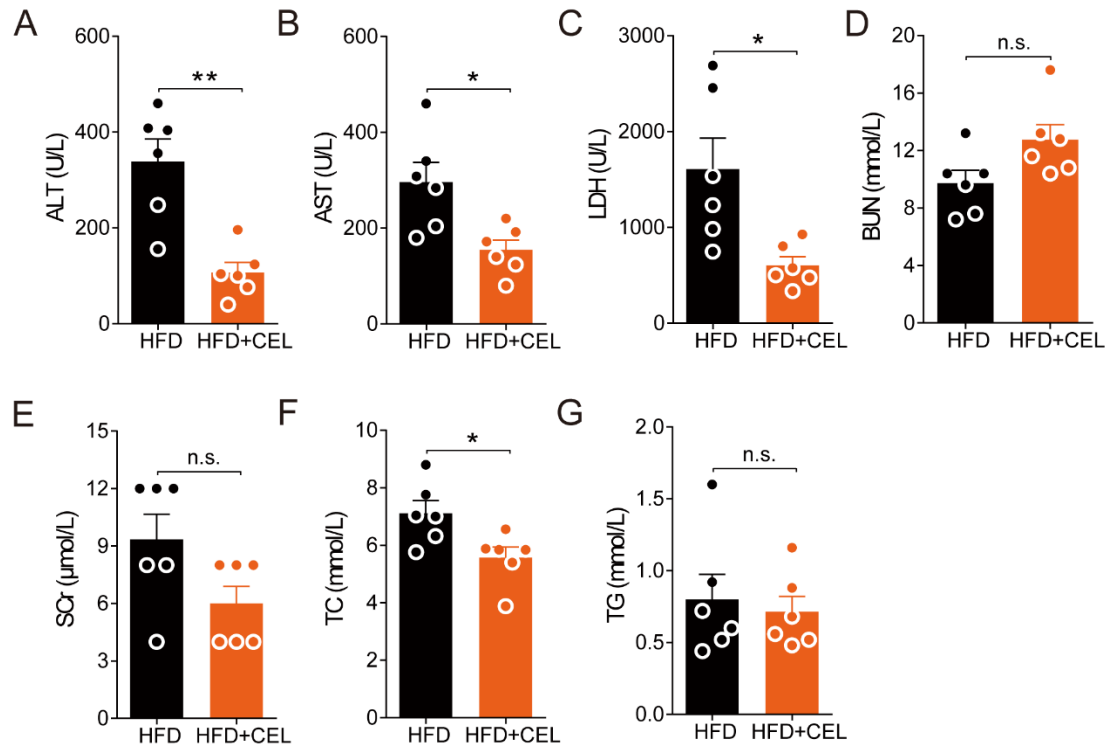 A
ALT (U/L)
600
400
200
0
**
HFD HFD+CEL
B
AST (U/L)
600
400
200
0
*
HFD HFD+CEL
C
LDH (U/L)
3000
2000
1000
0
*
HFD HFD+CEL
D
BUN (mmol/L)
20
16
12
8
4
0
n.s.
HFD HFD+CEL
E
SCr (μmol/L)
15
12
9
6
3
0
n.s.
HFD HFD+CEL
F
TC (mmol/L)
10
8
6
4
2
0
*
HFD HFD+CEL
G
TG (mmol/L)
2.0
1.5
1.0
0.5
0.0
n.s.
HFD HFD+CEL